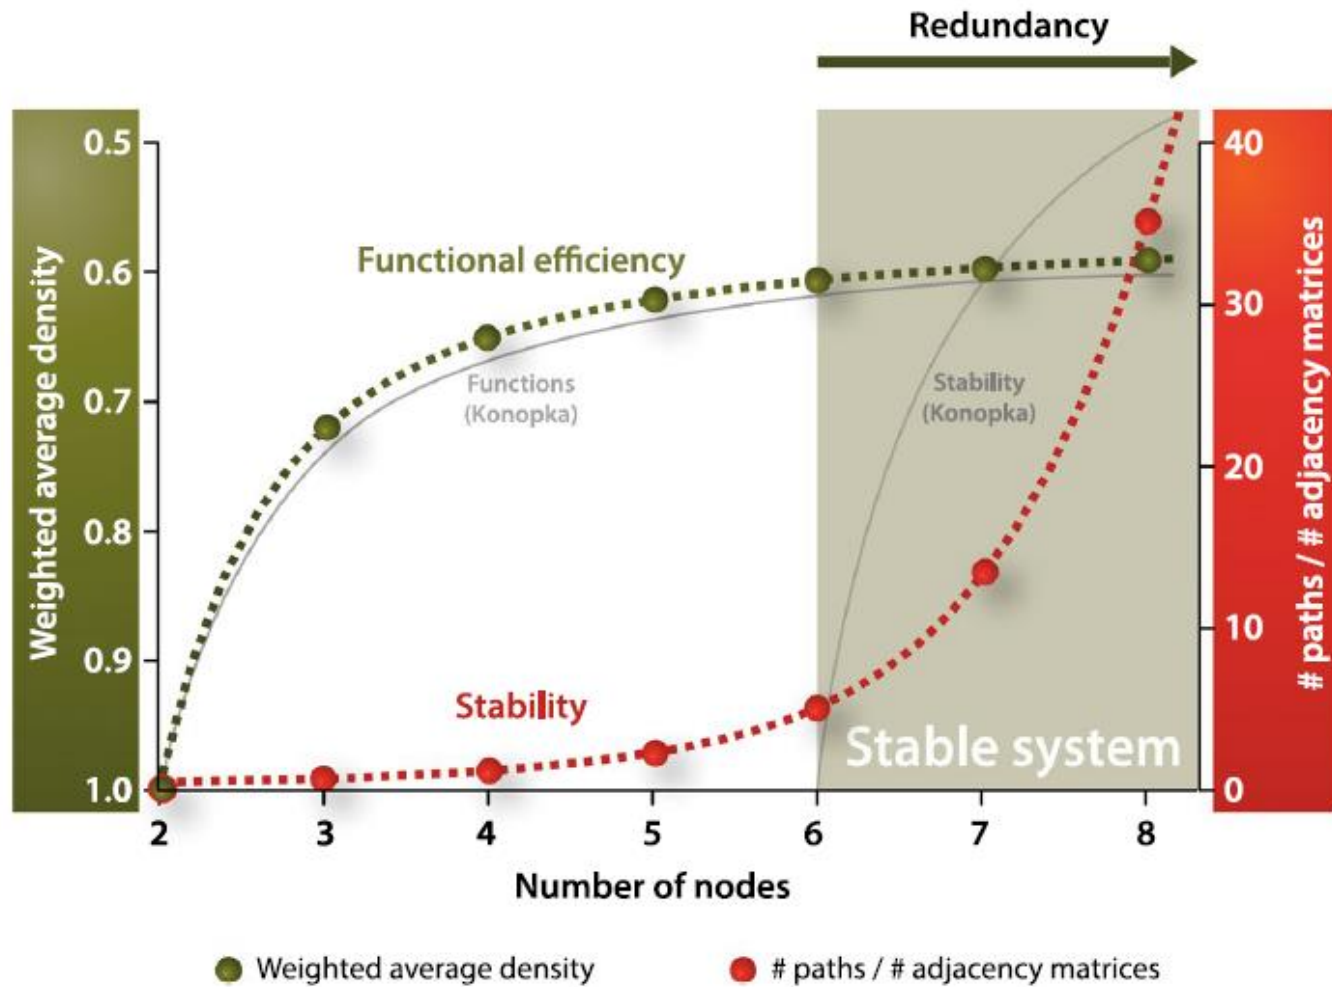 Redundancy
0.5
0.6
0.7
0.8
0.9
1.0
Weighted average density
Functional efficiency
Functions
(Konopka)
Stability
(Konopka)
Stability
Stable system
40
30
20
10
0
# paths / # adjacency matrices
2 3 4 5 6 7 8
Number of nodes
Weighted average density # paths / # adjacency matrices